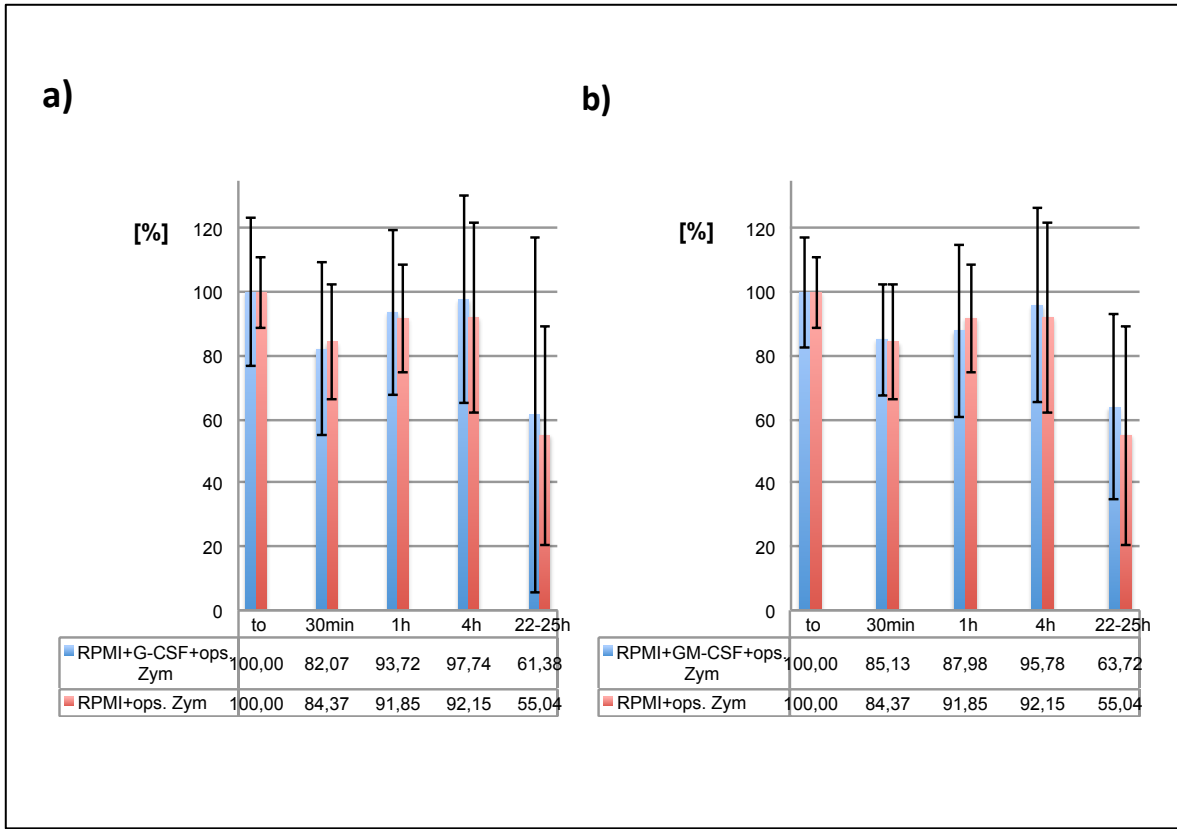 a)
[%]
120
100
80
60
40
20
0
to 30min 1h 4h 22-25h
RPMI+G-CSF+ops. Zym 100,00 82,07 93,72 97,74 61,38
RPMI+ops. Zym 100,00 84,37 91,85 92,15 55,04
b)
[%]
120
100
80
60
40
20
0
to 30min 1h 4h 22-25h
RPMI+GM-CSF+ops. Zym 100,00 85,13 87,98 95,78 63,72
RPMI+ops. Zym 100,00 84,37 91,85 92,15 55,04